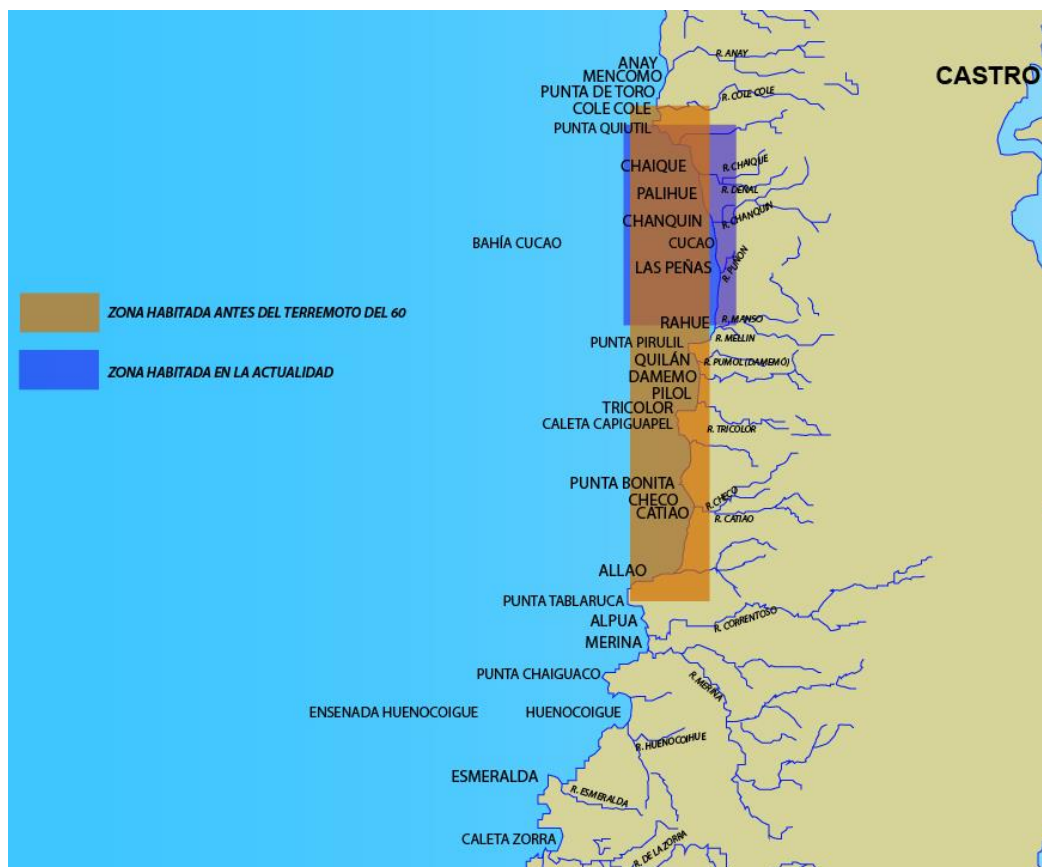 ANAY
R. ANAY
CASTRO
MENCOMO
PUNTA DE TORO
R. COLE COLE
COLE COLE
PUNTA QUIUTIL
CHAIQUE
R. CHAIQUE
PALIHUE
R. DEÑAL
CHANQUIN
R. CHANQUIN
BAHÍA CUCAO
CUCAO
LAS PEÑAS
R. PUÑON
ZONA HABITADA ANTES DEL TERREMOTO DEL 60
RAHUE
R. MANSO
PUNTA PIRULIL
R. MELLIN
QUILÁN
R. PUMOL (DAMEMÓ)
ZONA HABITADA EN LA ACTUALIDAD
DAMEMO
PILOL
TRICOLOR
CALETA CAPIGUAPEL
R. TRICOLOR
PUNTA BONITA
CHECO
R. CHECO
CATIAO
R. CATIAO
ALLAO
PUNTA TABLARUCA
ALPUA
R. CORRENTOSO
MERINA
PUNTA CHAIGUACO
R. MERINA
ENSENADA HUENOCOIGUE
HUENOCOIGUE
R. HUENOCOIHUE
ESMERALDA
R. ESMERALDA
CALETA ZORRA
R. DE LA ZORRA